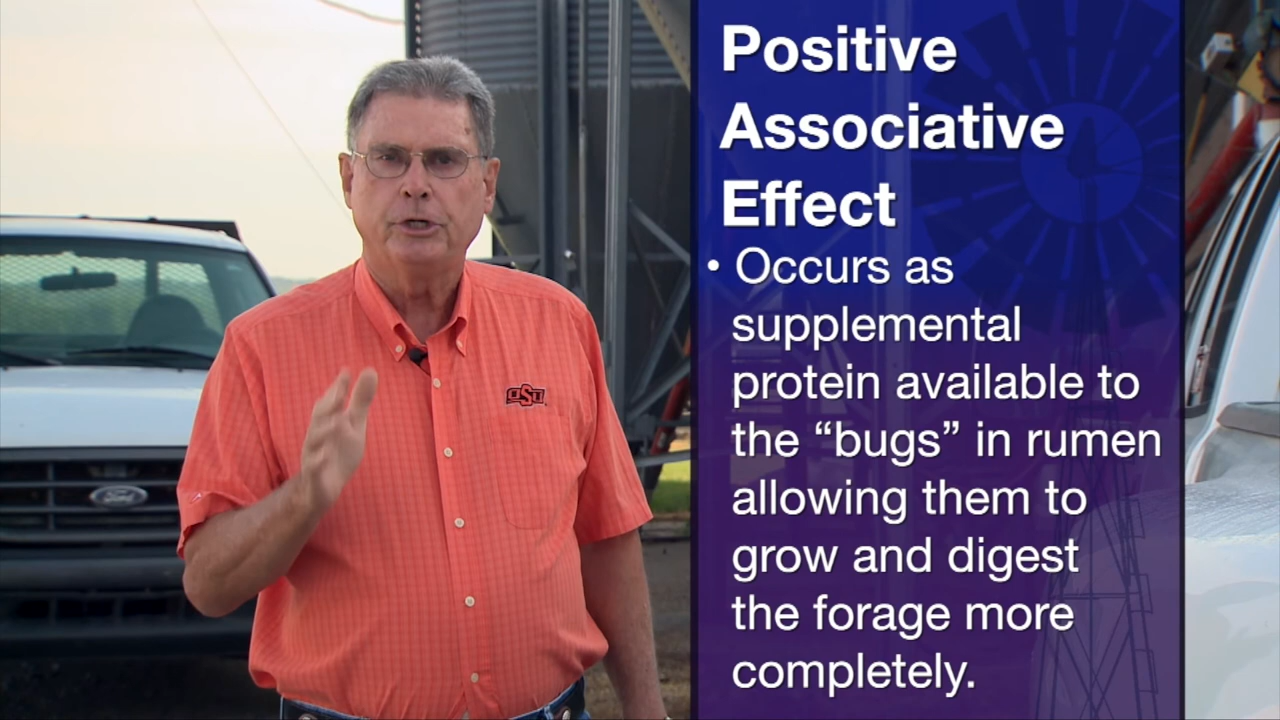 Positive
Associative
Effect
• Occurs as
supplemental
protein available to
the “bugs” in rumen
allowing them to
grow and digest
the forage more
completely.
OSU
Ford